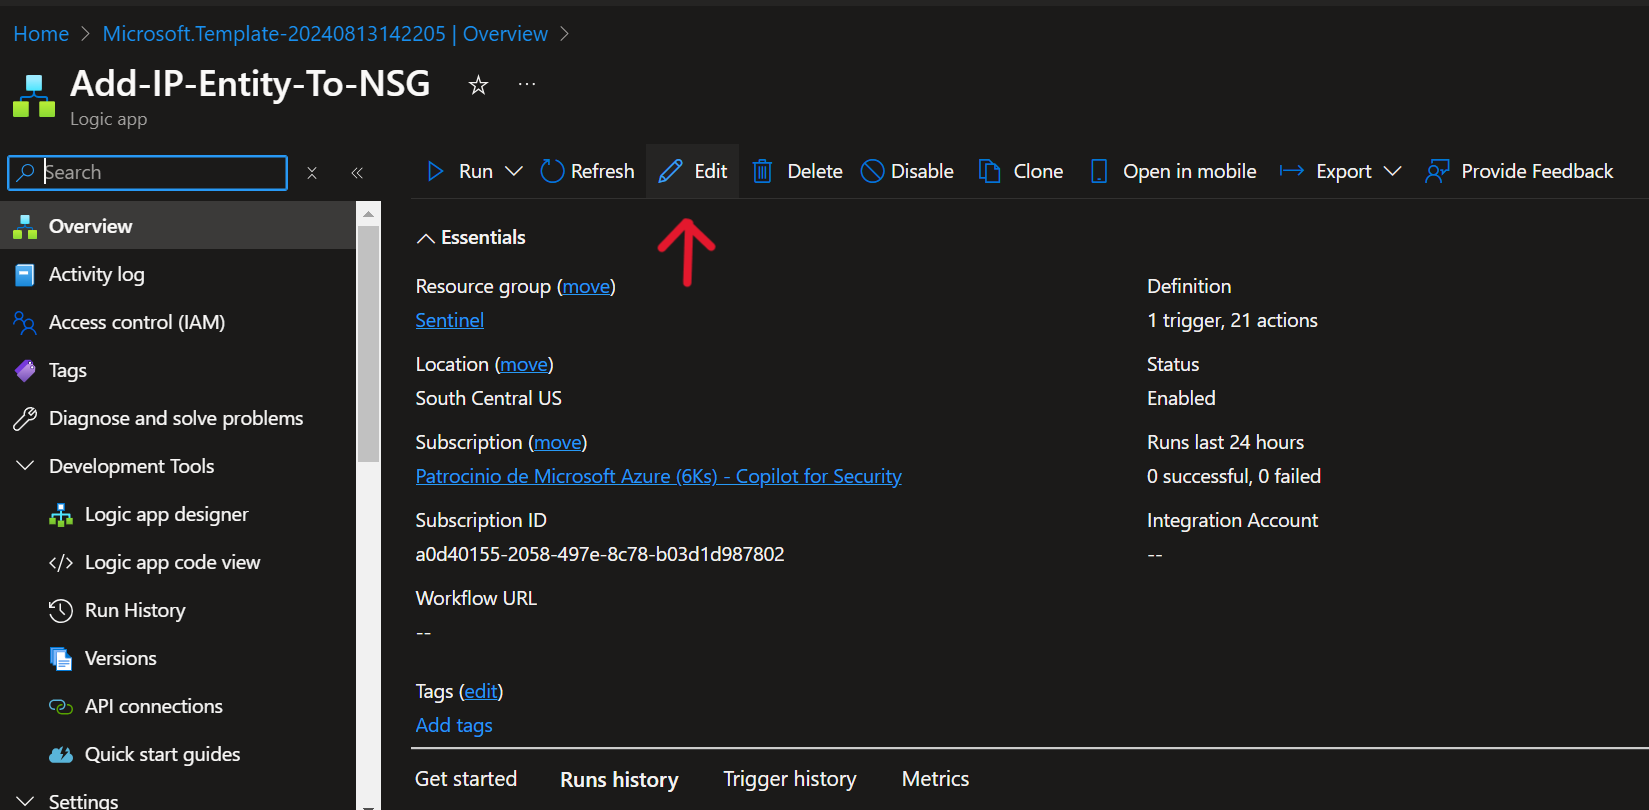 Home > Microsoft.Template-20240813142205 | Overview >
Add-IP-Entity-To-NSG
Logic app
Search
Run
Refresh
Edit
Delete
Disable
Clone
Open in mobile
Export
Provide Feedback
Overview
Activity log
Access control (IAM)
Tags
Diagnose and solve problems
Development Tools
Logic app designer
Logic app code view
Run History
Versions
API connections
Quick start guides
Settings
Essentials
Resource group (move)
Sentinel
Location (move)
South Central US
Subscription (move)
Patrocinio de Microsoft Azure (6Ks) - Copilot for Security
Subscription ID
a0d40155-2058-497e-8c78-b03d1d987802
Workflow URL
--
Definition
1 trigger, 21 actions
Status
Enabled
Runs last 24 hours
0 successful, 0 failed
Integration Account
--
Tags (edit)
Add tags
Get started
Runs history
Trigger history
Metrics